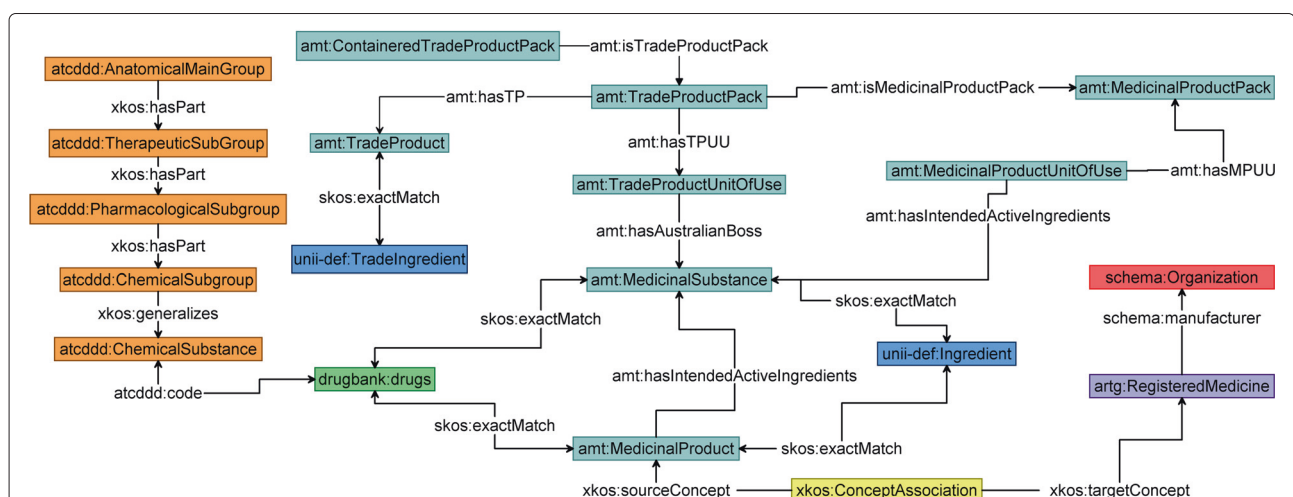 amt:ContaineredTradeProductPack
amt:isTradeProductPack
atcddd:AnatomicalMainGroup
xkos:hasPart
amt:hasTP
amt:TradeProductPack
amt:isMedicinalProductPack
amt:MedicinalProductPack
atcddd:TherapeuticSubGroup
amt:TradeProduct
amt:hasTPUU
xkos:hasPart
amt:TradeProductUnitOfUse
amt:MedicinalProductUnitOfUse
amt:hasMPUU
skos:exactMatch
atcddd:PharmacologicalSubgroup
amt:hasIntendedActiveIngredients
amt:hasAustralianBoss
xkos:hasPart
unii-def:TradeIngredient
atcddd:ChemicalSubgroup
amt:MedicinalSubstance
schema:Organization
skos:exactMatch
xkos:generalizes
skos:exactMatch
schema:manufacturer
atcddd:ChemicalSubstance
unii-def:Ingredient
drugbank:drugs
amt:hasIntendedActiveIngredients
atcddd:code
artg:RegisteredMedicine
skos:exactMatch
amt:MedicinalProduct
skos:exactMatch
xkos:sourceConcept
xkos:ConceptAssociation
xkos:targetConcept